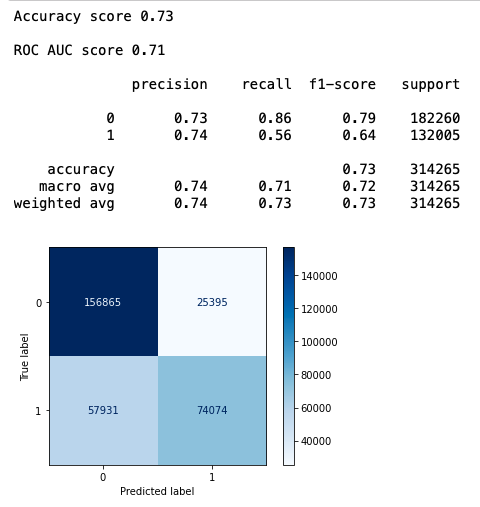 Accuracy score 0.73
ROC AUC score 0.71
precision recall f1-score support
0 0.73 0.86 0.79 182260
1 0.74 0.56 0.64 132005
accuracy 0.73 314265
macro avg 0.74 0.71 0.72 314265
weighted avg 0.74 0.73 0.73 314265
140000
120000
100000
80000
60000
40000
True label
0 156865 25395
1 57931 74074
0 1
Predicted label